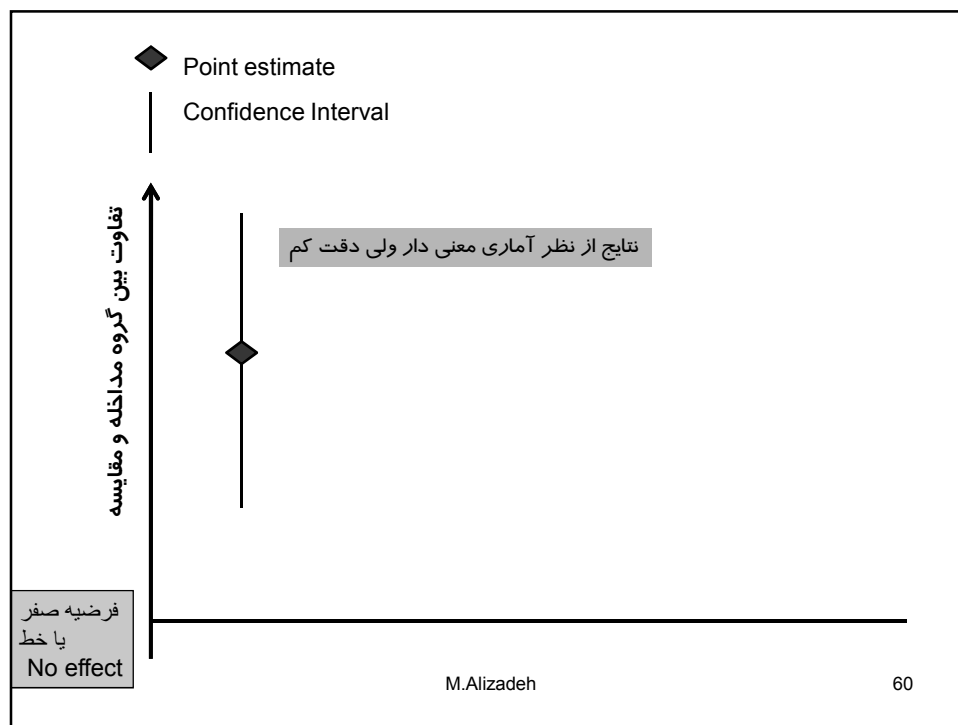 Point estimate
Confidence Interval
تفاوت بین گروه مداخله و مقایسه
نتایج از نظر آماری معنی دار ولی دقت کم
فرضیه صفر
یا خط
No effect
M.Alizadeh
60